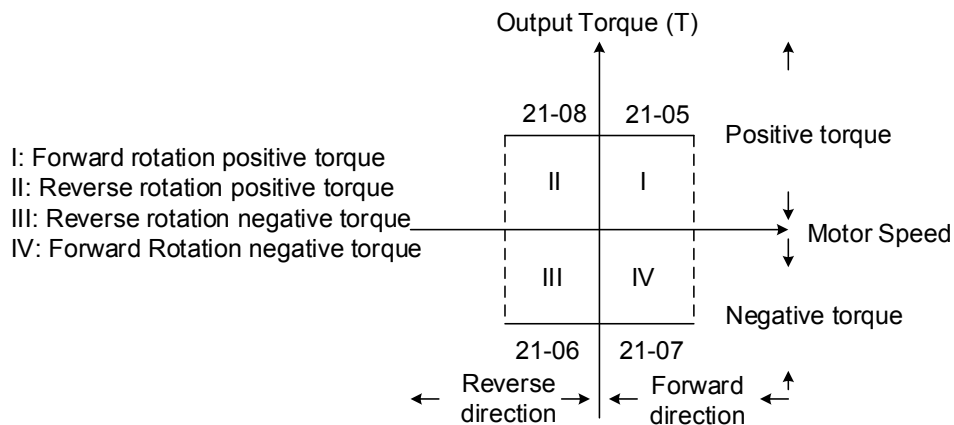 Output Torque (T)
21-08
21-05
Positive torque
I: Forward rotation positive torque
II: Reverse rotation positive torque
III: Reverse rotation negative torque
IV: Forward Rotation negative torque
II
I
Motor Speed
III
IV
Negative torque
21-06
21-07
Reverse
direction
Forward
direction